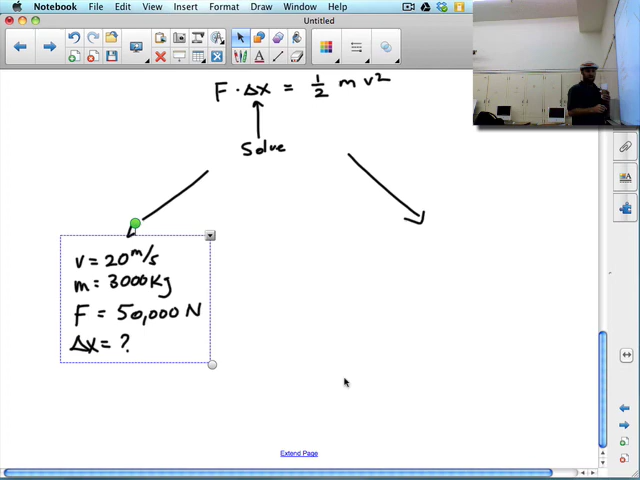 Notebook File Edit View Insert Format Draw Window Help
Untitled
F · Δx = 1/2 m v²
Solve
v = 20 m/s
m = 3000 Kg
F = 50,000 N
Δx = ?
Extend Page